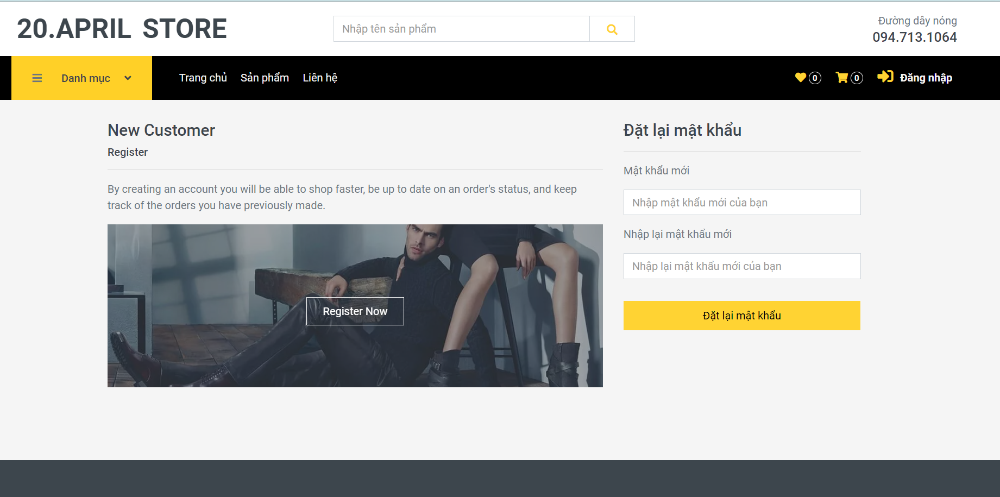 20.APRIL STORE
Nhập tên sản phẩm
Đường dây nóng
094.713.1064
Danh mục
Trang chủ
Sản phẩm
Liên hệ
0
0
Đăng nhập
New Customer
Register
By creating an account you will be able to shop faster, be up to date on an order's status, and keep
track of the orders you have previously made.
Register Now
Đặt lại mật khẩu
Mật khẩu mới
Nhập mật khẩu mới của bạn
Nhập lại mật khẩu mới
Nhập lại mật khẩu mới của bạn
Đặt lại mật khẩu